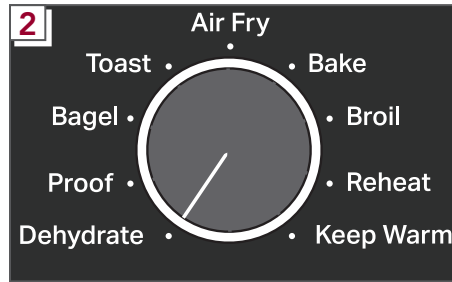 2
Air Fry
Toast
Bake
Bagel
Broil
Proof
Reheat
Dehydrate
Keep Warm